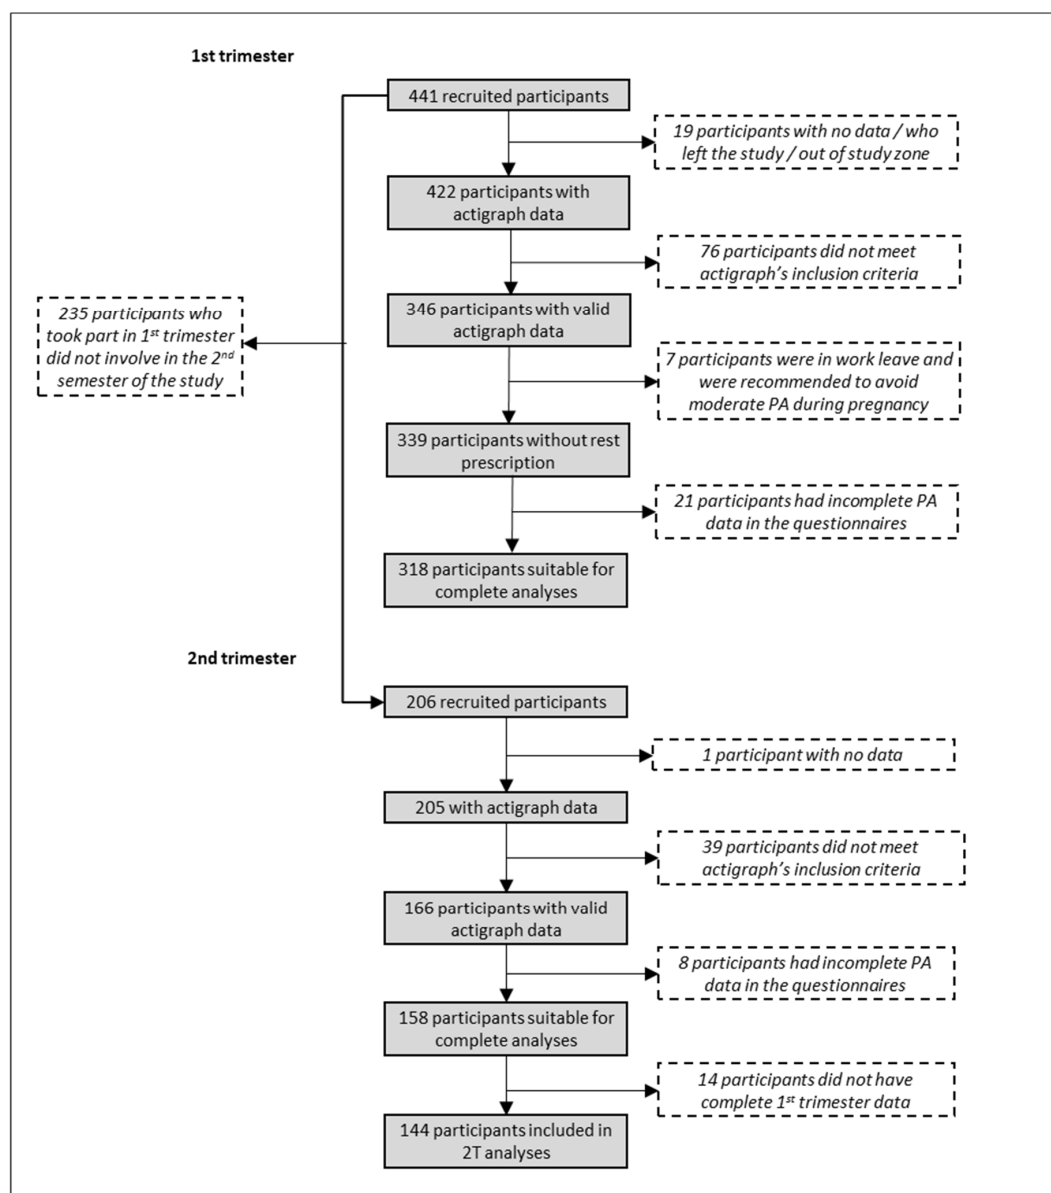 1st trimester
441 recruited participants
19 participants with no data / who
left the study / out of study zone
422 participants with
actigraph data
76 participants did not meet
actigraph's inclusion criteria
346 participants with valid
actigraph data
235 participants who
took part in 1st trimester
did not involve in the 2nd
semester of the study
7 participants were in work leave and
were recommended to avoid
moderate PA during pregnancy
339 participants without rest
prescription
21 participants had incomplete PA
data in the questionnaires
318 participants suitable for
complete analyses
2nd trimester
206 recruited participants
1 participant with no data
205 with actigraph data
39 participants did not meet
actigraph's inclusion criteria
166 participants with valid
actigraph data
8 participants had incomplete PA
data in the questionnaires
158 participants suitable for
complete analyses
14 participants did not have
complete 1st trimester data
144 participants included in
2T analyses